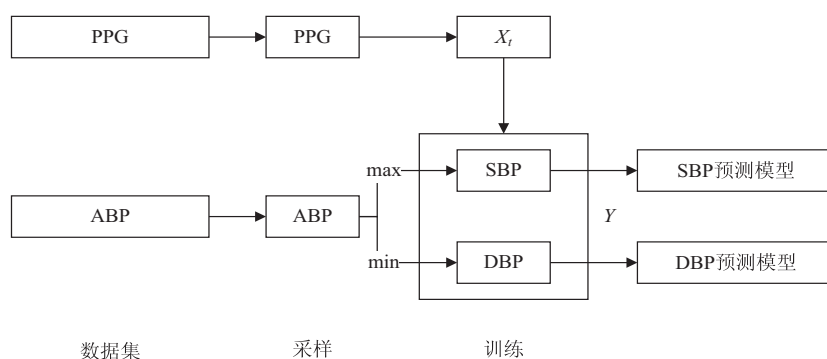 PPG PPG Xt
max SBP SBP预测模型
ABP ABP Y
min DBP DBP预测模型
数据集 采样 训练